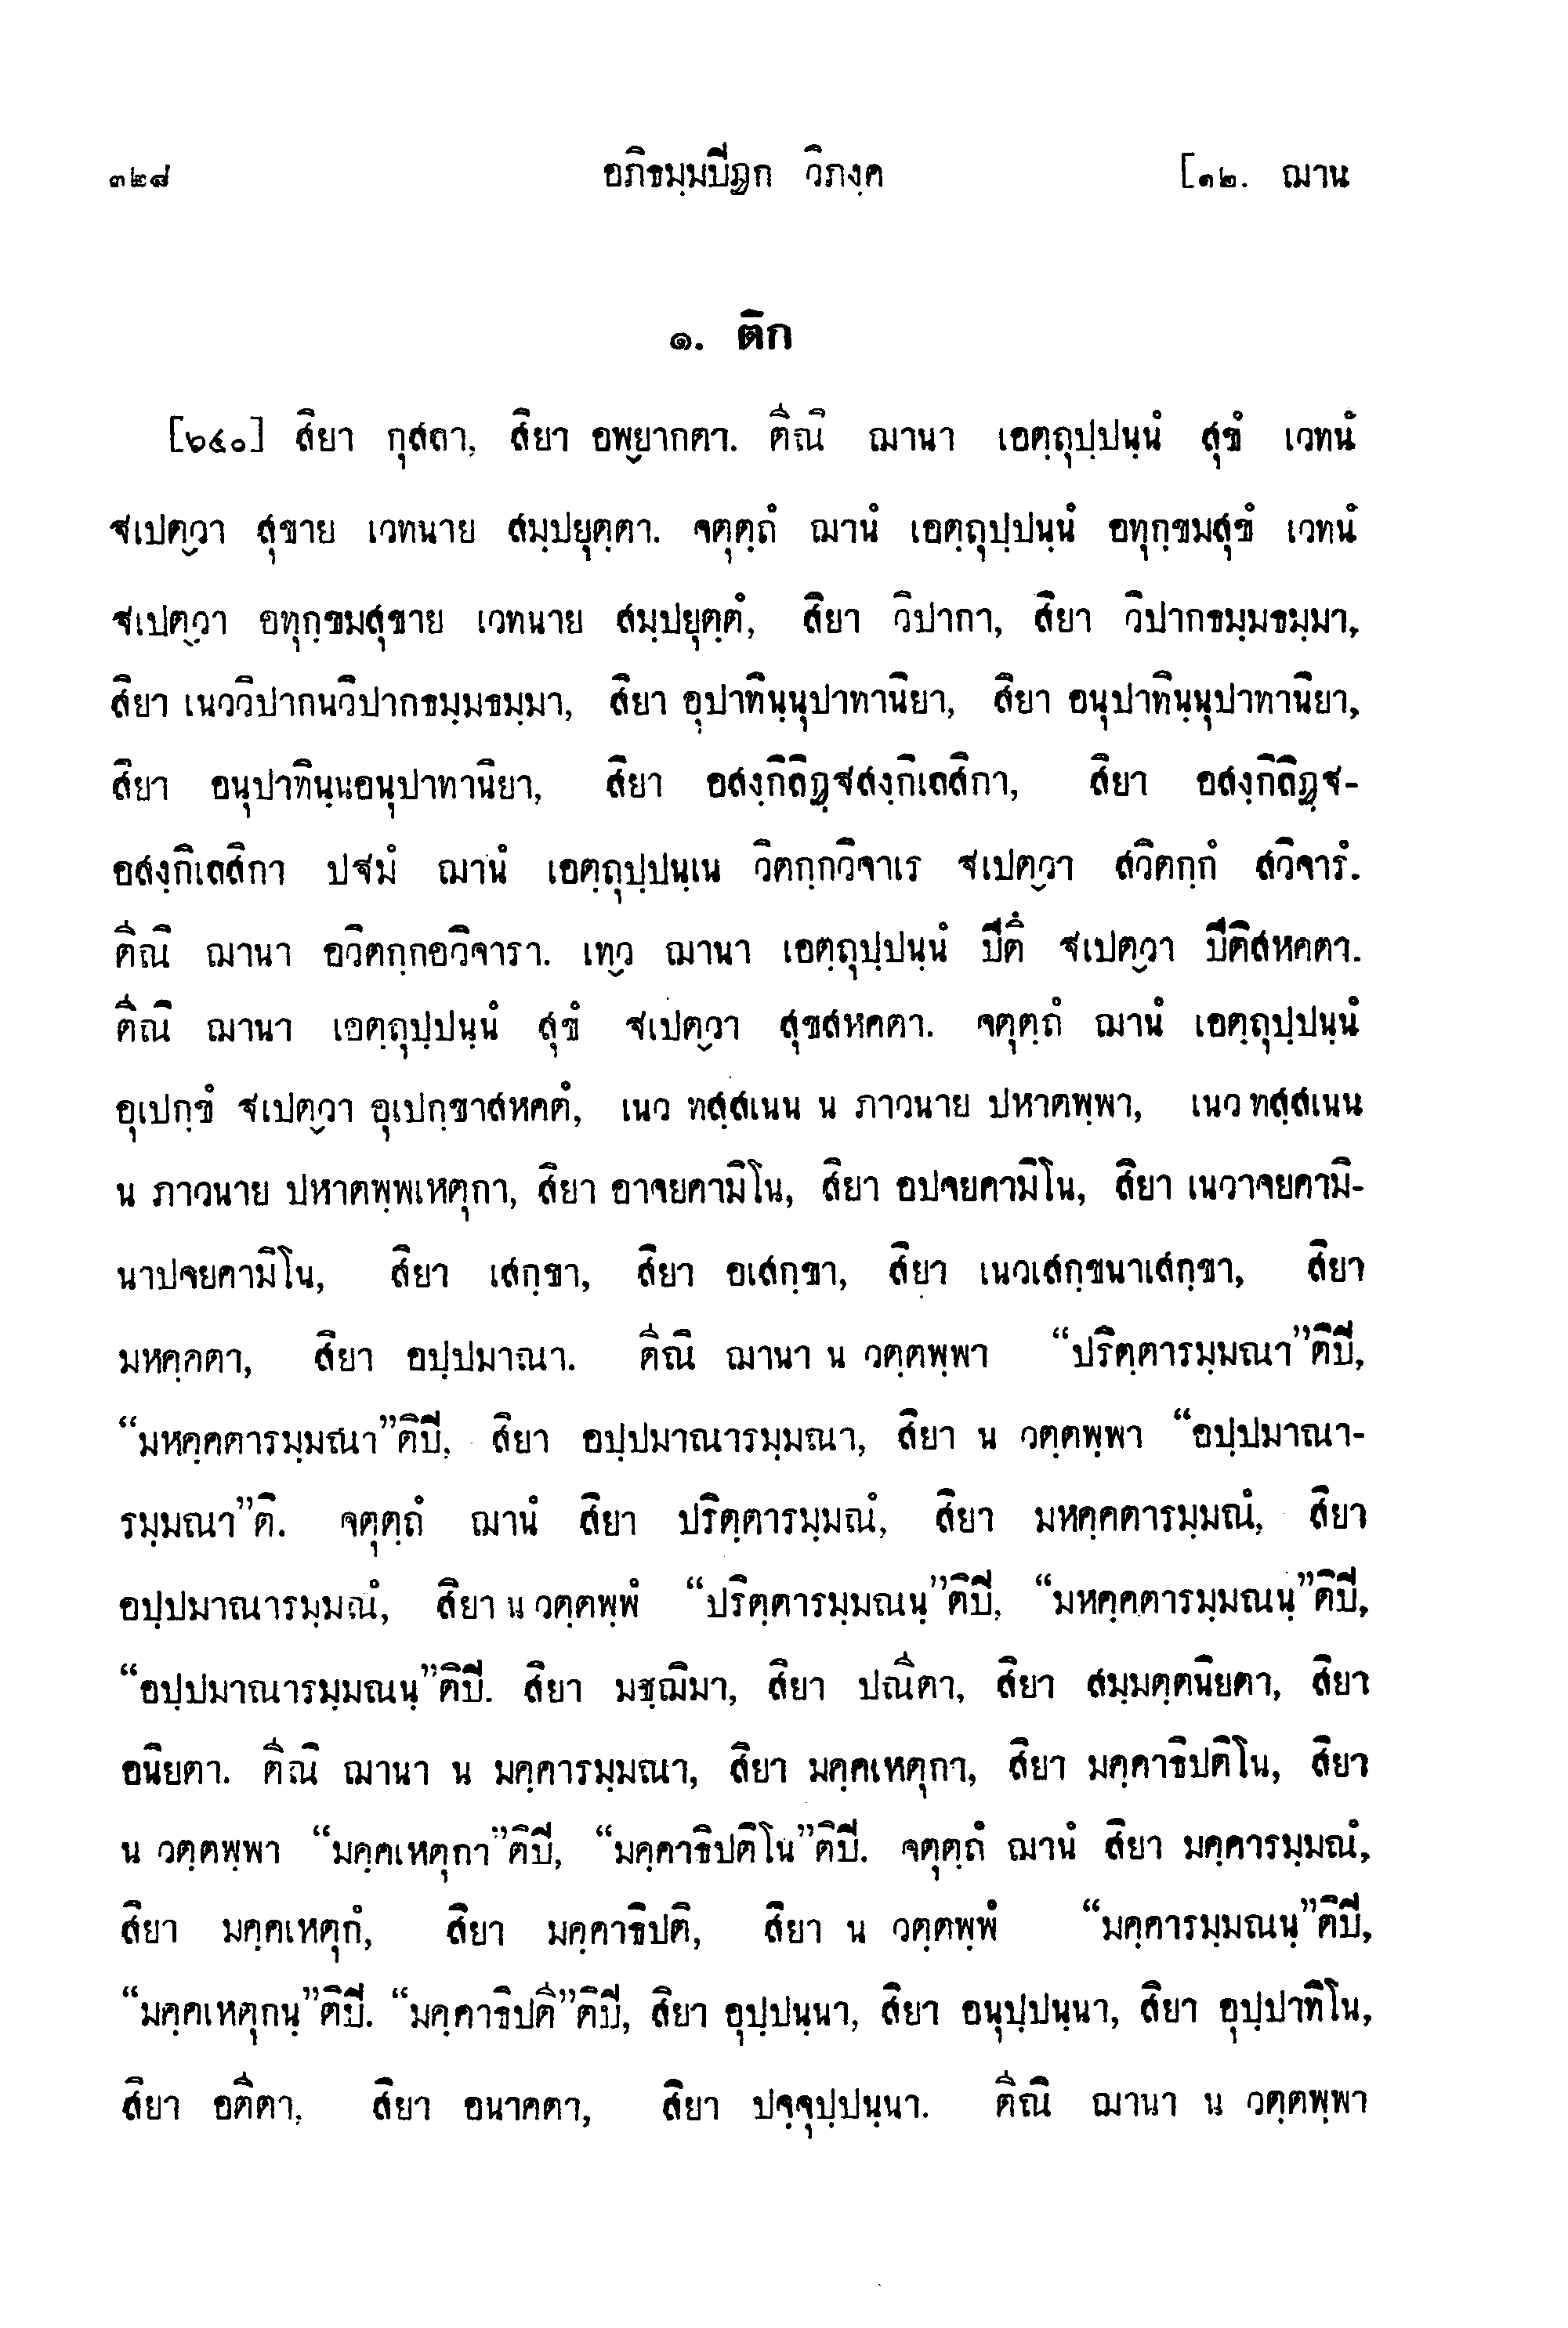 ๓๒๘ อภิธมฺมปีฏก วิภงฺค [๑๒. ฌาน
๑. ติก
[๖๔๐] สิยา กุสลา, สิยา อพฺยากตา. ตีณิ ฌานา เอตฺถุปฺปนฺนํ สุขํ เวทนํ
ฐเปตฺวา สุขาย เวทนาย สมฺปยุตฺตา. จตุตฺถํ ฌานํ เอตฺถุปฺปนฺนํ อทุกฺขมสุขํ เวทนํ
ฐเปตฺวา อทุกฺขมสุขาย เวทนาย สมฺปยุตฺตํ, สิยา วิปากา, สิยา วิปากธมฺมธมฺมา,
สิยา เนววิปากนวิปากธมฺมธมฺมา, สิยา อุปาทินฺนุปาทานิยา, สิยา อนุปาทินฺนุปาทานิยา,
สิยา อนุปาทินฺนอนุปาทานิยา, สิยา อสงฺกิลิฏฺฐสงฺกิเลสิกา, สิยา อสงฺกิลิฏฺฐ-
อสงฺกิเลสิกา ปฐมํ ฌานํ เอตฺถุปฺปนฺเน วิตกฺกวิจาเร ฐเปตฺวา สวิตกฺกํ สวิจารํ.
ตีณิ ฌานา อวิตกฺกอวิจารา. เทฺว ฌานา เอตฺถุปฺปนฺนํ ปีตึ ฐเปตฺวา ปีติสหคตา.
ตีณิ ฌานา เอตฺถุปฺปนฺนํ สุขํ ฐเปตฺวา สุขสหคตา. จตุตฺถํ ฌานํ เอตฺถุปฺปนฺนํ
อุเปกฺขํ ฐเปตฺวา อุเปกฺขาสหคตํ, เนว ทสฺสเนน น ภาวนาย ปหาตพฺพา, เนว ทสฺสเนน
น ภาวนาย ปหาตพฺพเหตุกา, สิยา อาจยคามิโน, สิยา อปจยคามิโน, สิยา เนวาจยคามิ-
นาปจยคามิโน, สิยา เสกฺขา, สิยา อเสกฺขา, สิยา เนวเสกฺขนาเสกฺขา, สิยา
มหคฺคตา, สิยา อปฺปมาณา. ตีณิ ฌานา น วตฺตพฺพา “ปริตฺตารมฺมณา”ติปี,
“มหคฺคตารมฺมณา”ติปี, สิยา อปฺปมาณารมฺมณา, สิยา น วตฺตพฺพา “อปฺปมาณา-
รมฺมณา”ติ. จตุตฺถํ ฌานํ สิยา ปริตฺตารมฺมณํ, สิยา มหคฺคตารมฺมณํ, สิยา
อปฺปมาณารมฺมณํ, สิยา น วตฺตพฺพํ “ปริตฺตารมฺมณนฺ”ติปี, “มหคฺคตารมฺมณนฺ”ติปี,
“อปฺปมาณารมฺมณนฺ”ติปี. สิยา มชฺฌิมา, สิยา ปณีตา, สิยา สมฺมตฺตนิยตา, สิยา
อนิยตา. ตีณิ ฌานา น มคฺคารมฺมณา, สิยา มคฺคเหตุกา, สิยา มคฺคาธิปติโน, สิยา
น วตฺตพฺพา “มคฺคเหตุกา”ติปี, “มคฺคาธิปติโน”ติปี. จตุตฺถํ ฌานํ สิยา มคฺคารมฺมณํ,
สิยา มคฺคเหตุกํ, สิยา มคฺคาธิปติ, สิยา น วตฺตพฺพํ “มคฺคารมฺมณนฺ”ติปี,
“มคฺคเหตุกนฺ”ติปี. “มคฺคาธิปตี”ติปี, สิยา อุปฺปนฺนา, สิยา อนุปฺปนฺนา, สิยา อุปฺปาทิโน,
สิยา อตีตา, สิยา อนาคตา, สิยา ปจฺจุปฺปนฺนา. ตีณิ ฌานา น วตฺตพฺพา